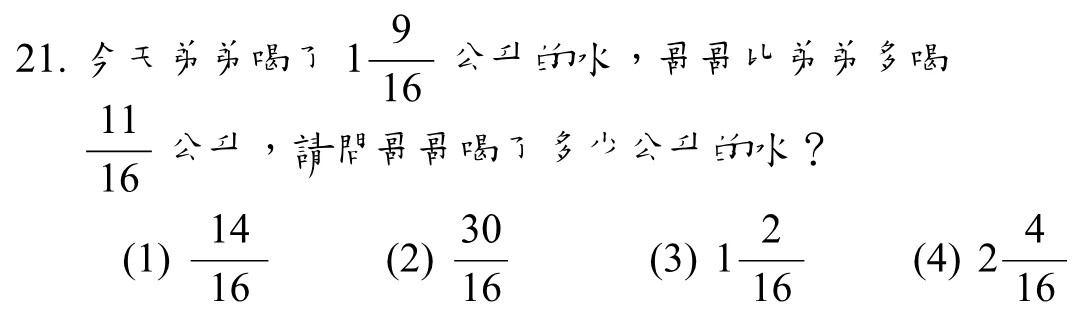 21. 今天弟弟喝了 1 9/16 公升的水，哥哥比弟弟多喝
11/16 公升，請問哥哥喝了多少公升的水？
(1) 14/16 (2) 30/16 (3) 1 2/16 (4) 2 4/16